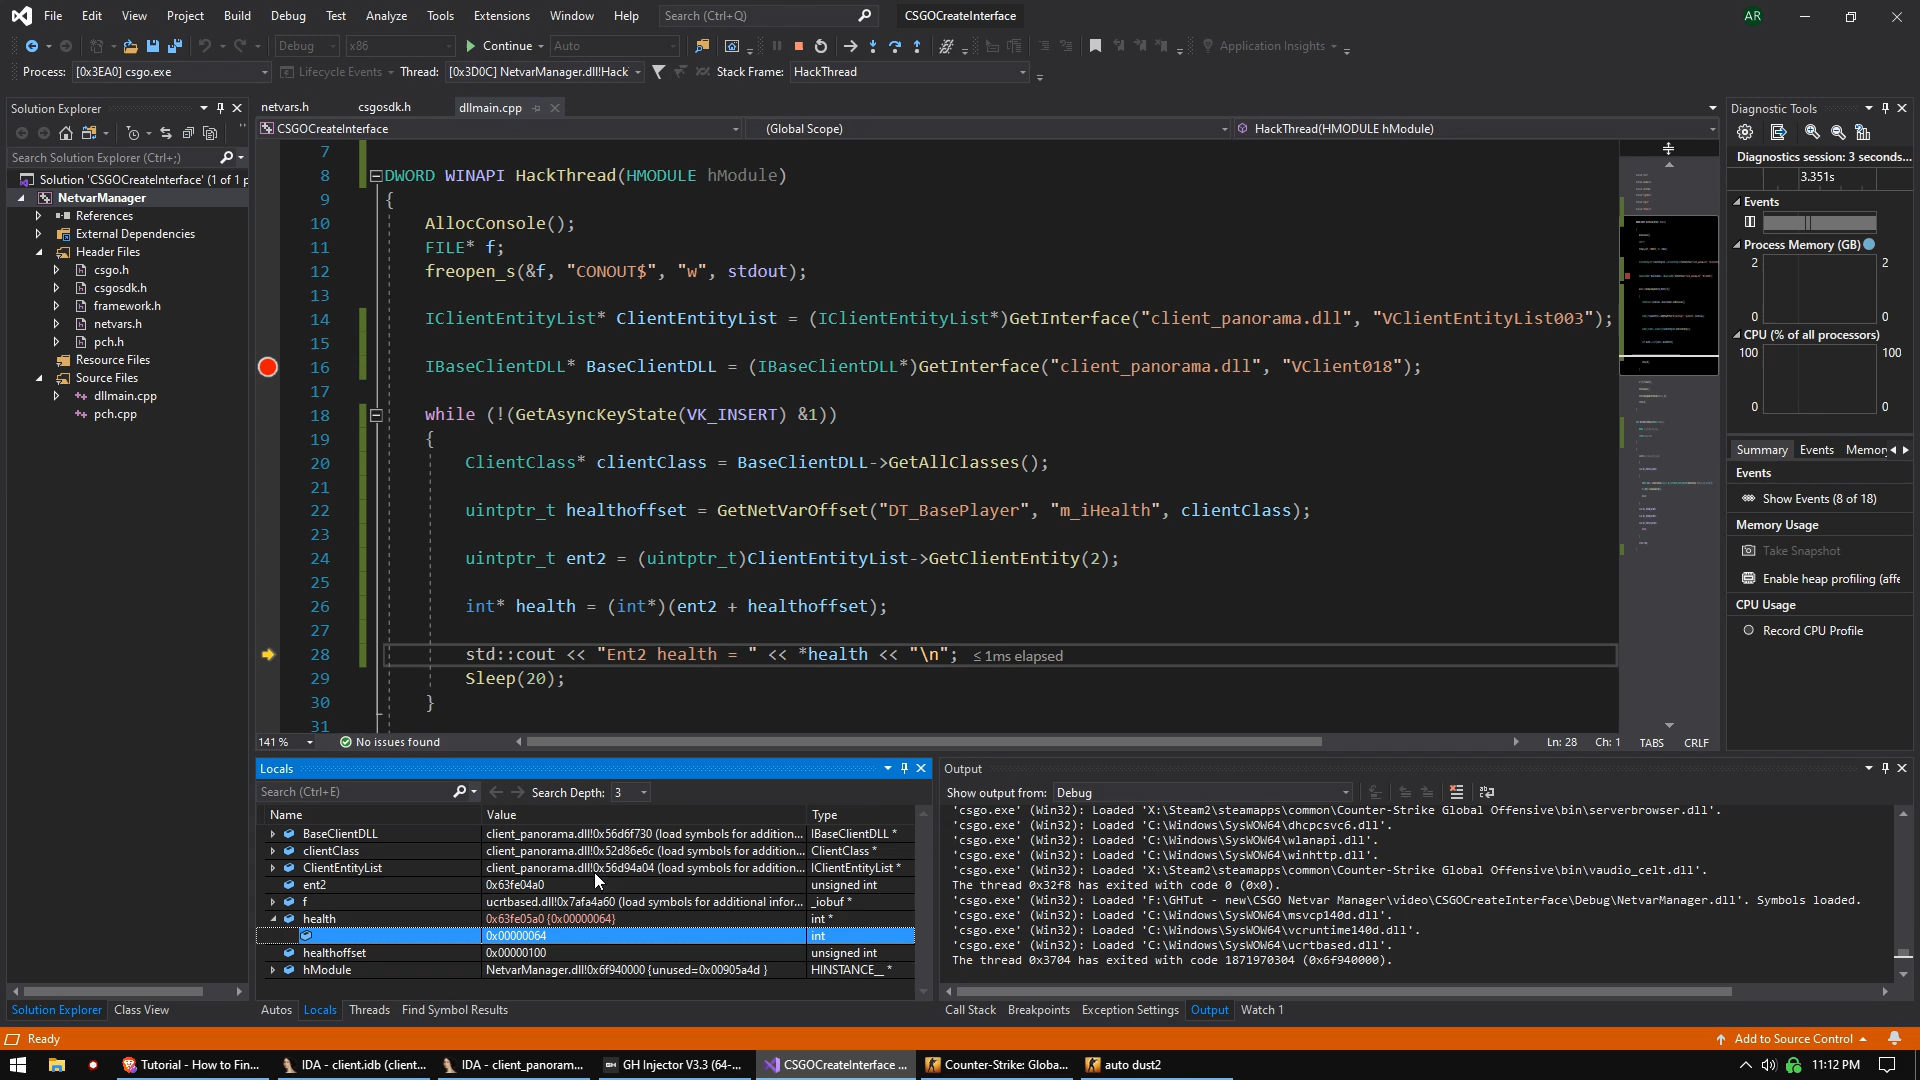 File Edit View Project Build Debug Test Analyze Tools Extensions Window Help Search (Ctrl+Q) CSGOCreateInterface AR
Debug x86 Continue Auto Application Insights
Process: [0x3EA0] csgo.exe Lifecycle Events Thread: [0x3D0C] NetvarManager.dll!Hack Stack Frame: HackThread
Solution Explorer
Search Solution Explorer (Ctrl+;)
Solution 'CSGOCreateInterface' (1 of 1 p
NetvarManager
References
External Dependencies
Header Files
csgo.h
csgosdk.h
framework.h
netvars.h
pch.h
Resource Files
Source Files
dllmain.cpp
pch.cpp
Solution Explorer Class View
netvars.h csgosdk.h dllmain.cpp
CSGOCreateInterface (Global Scope) HackThread(HMODULE hModule)
7
8 DWORD WINAPI HackThread(HMODULE hModule)
9 {
10 AllocConsole();
11 FILE* f;
12 freopen_s(&f, "CONOUT$", "w", stdout);
13
14 IClientEntityList* ClientEntityList = (IClientEntityList*)GetInterface("client_panorama.dll", "VClientEntityList003");
15
16 IBaseClientDLL* BaseClientDLL = (IBaseClientDLL*)GetInterface("client_panorama.dll", "VClient018");
17
18 while (!(GetAsyncKeyState(VK_INSERT) &1))
19 {
20 ClientClass* clientClass = BaseClientDLL->GetAllClasses();
21
22 uintptr_t healthoffset = GetNetVarOffset("DT_BasePlayer", "m_iHealth", clientClass);
23
24 uintptr_t ent2 = (uintptr_t)ClientEntityList->GetClientEntity(2);
25
26 int* health = (int*)(ent2 + healthoffset);
27
28 std::cout << "Ent2 health = " << *health << "\n"; ≤ 1ms elapsed
29 Sleep(20);
30 }
31
141 % No issues found Ln: 28 Ch: 1 TABS CRLF
Locals
Search (Ctrl+E) Search Depth: 3
Name Value Type
BaseClientDLL client_panorama.dll!0x56d6f730 (load symbols for addition... IBaseClientDLL *
clientClass client_panorama.dll!0x52d86e6c (load symbols for addition... ClientClass *
ClientEntityList client_panorama.dll!0x56d94a04 (load symbols for addition... IClientEntityList *
ent2 0x63fe04a0 unsigned int
f ucrtbased.dll!0x7afa4a60 (load symbols for additional infor... _iobuf *
health 0x63fe05a0 {0x00000064} int *
0x00000064 int
healthoffset 0x00000100 unsigned int
hModule NetvarManager.dll!0x6f940000 {unused=0x00905a4d } HINSTANCE__ *
Autos Locals Threads Find Symbol Results
Output
Show output from: Debug
'csgo.exe' (Win32): Loaded 'X:\Steam2\steamapps\common\Counter-Strike Global Offensive\bin\serverbrowser.dll'.
'csgo.exe' (Win32): Loaded 'C:\Windows\SysWOW64\dhcpcsvc6.dll'.
'csgo.exe' (Win32): Loaded 'C:\Windows\SysWOW64\wlanapi.dll'.
'csgo.exe' (Win32): Loaded 'C:\Windows\SysWOW64\winhttp.dll'.
'csgo.exe' (Win32): Loaded 'X:\Steam2\steamapps\common\Counter-Strike Global Offensive\bin\vaudio_celt.dll'.
The thread 0x32f8 has exited with code 0 (0x0).
'csgo.exe' (Win32): Loaded 'F:\GHTut - new\CSGO Netvar Manager\video\CSGOCreateInterface\Debug\NetvarManager.dll'. Symbols loaded.
'csgo.exe' (Win32): Loaded 'C:\Windows\SysWOW64\msvcp140d.dll'.
'csgo.exe' (Win32): Loaded 'C:\Windows\SysWOW64\vcruntime140d.dll'.
'csgo.exe' (Win32): Loaded 'C:\Windows\SysWOW64\ucrtbased.dll'.
The thread 0x3704 has exited with code 1871970304 (0x6f940000).
Call Stack Breakpoints Exception Settings Output Watch 1
Diagnostic Tools
Diagnostics session: 3 seconds...
3.351s
Events
Process Memory (GB)
2 2
0 0
CPU (% of all processors)
100 100
0 0
Summary Events Memory
Events
Show Events (8 of 18)
Memory Usage
Take Snapshot
Enable heap profiling (affe
CPU Usage
Record CPU Profile
Ready Add to Source Control
Tutorial - How to Fin... IDA - client.idb (client... IDA - client_panoram... GH Injector V3.3 (64-... CSGOCreateInterface ... Counter-Strike: Globa... auto dust2 11:12 PM